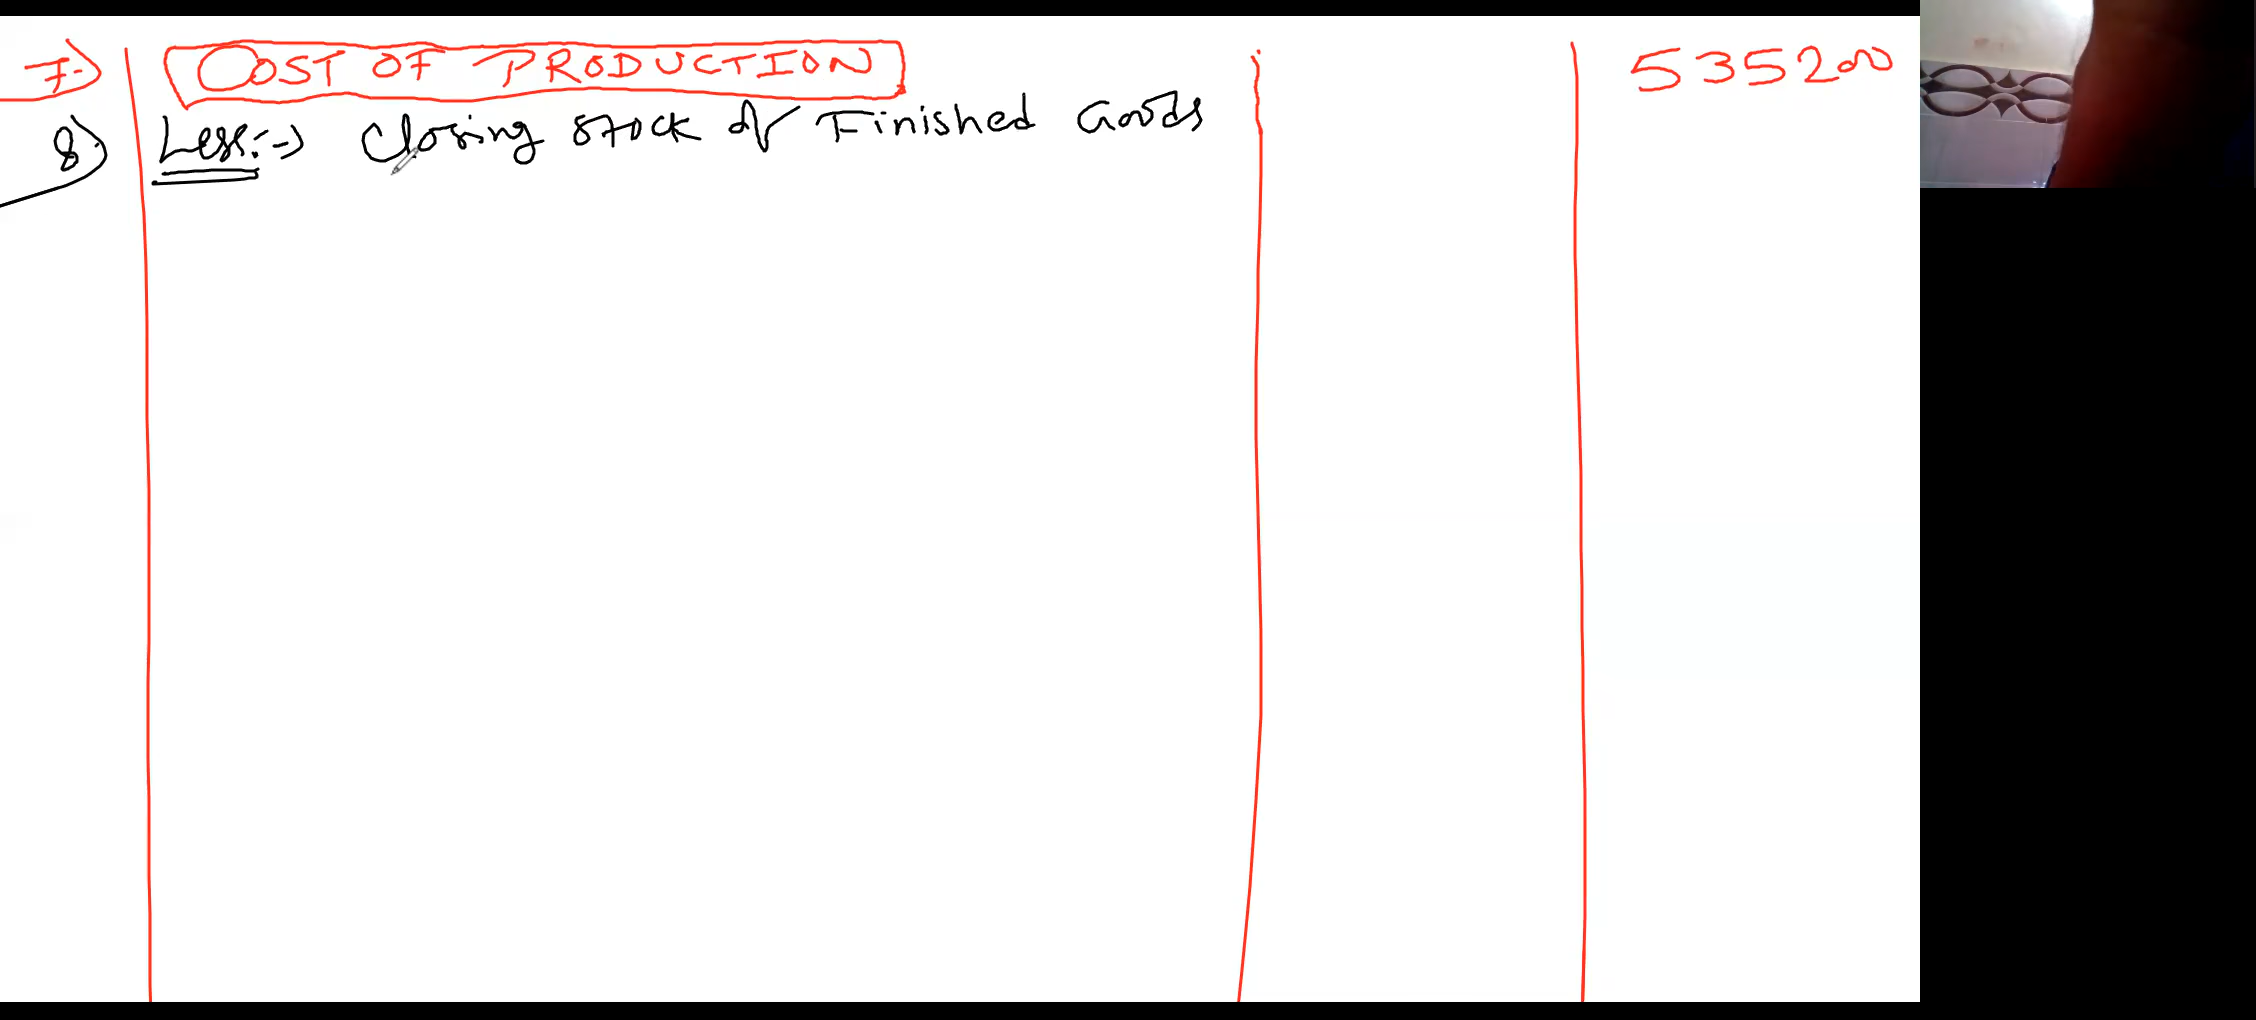 7) COST OF PRODUCTION 535200
8) Less:-> Closing stock of Finished Goods